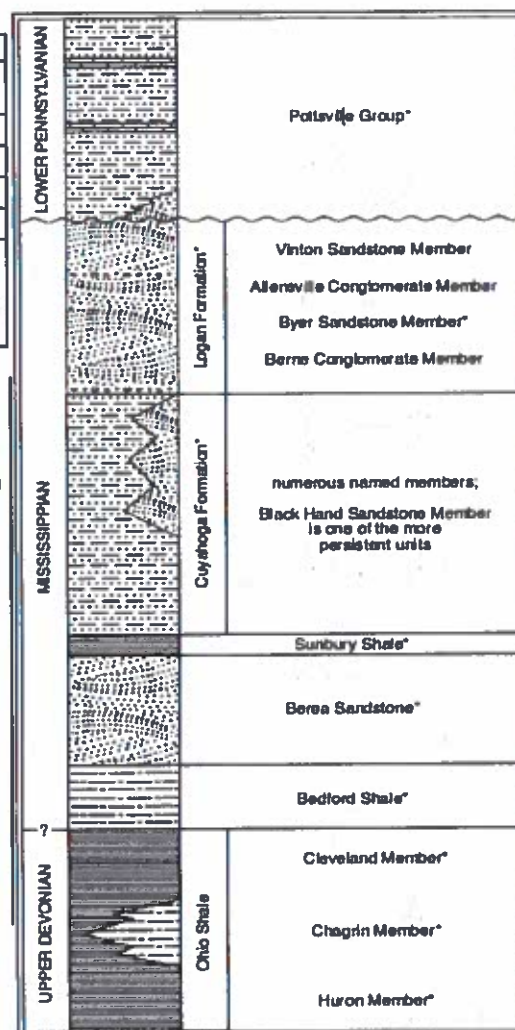 LOWER PENNSYLVANIAN
Pottsville Group*
MISSISSIPPIAN
Logan Formation*
Vinton Sandstone Member
Allensville Conglomerate Member
Byer Sandstone Member*
Berne Conglomerate Member
Cuyahoga Formation*
numerous named members;
Black Hand Sandstone Member
is one of the more
persistent units
Sunbury Shale*
Berea Sandstone*
Bedford Shale*
?
UPPER DEVONIAN
Ohio Shale
Cleveland Member*
Chagrin Member*
Huron Member*